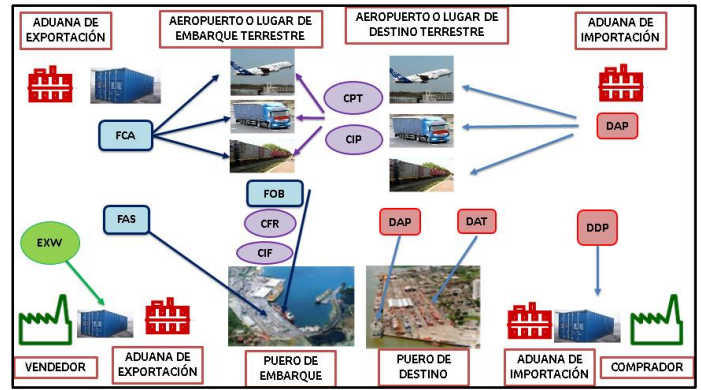 ADUANA DE
EXPORTACIÓN
AEROPUERTO O LUGAR DE
EMBARQUE TERRESTRE
AEROPUERTO O LUGAR DE
DESTINO TERRESTRE
ADUANA DE
IMPORTACIÓN
CPT
FCA
CIP
DAP
FOB
FAS
CFR
DAP
DAT
DDP
EXW
CIF
VENDEDOR
ADUANA DE
EXPORTACIÓN
PUERO DE
EMBARQUE
PUERO DE
DESTINO
ADUANA DE
IMPORTACIÓN
COMPRADOR